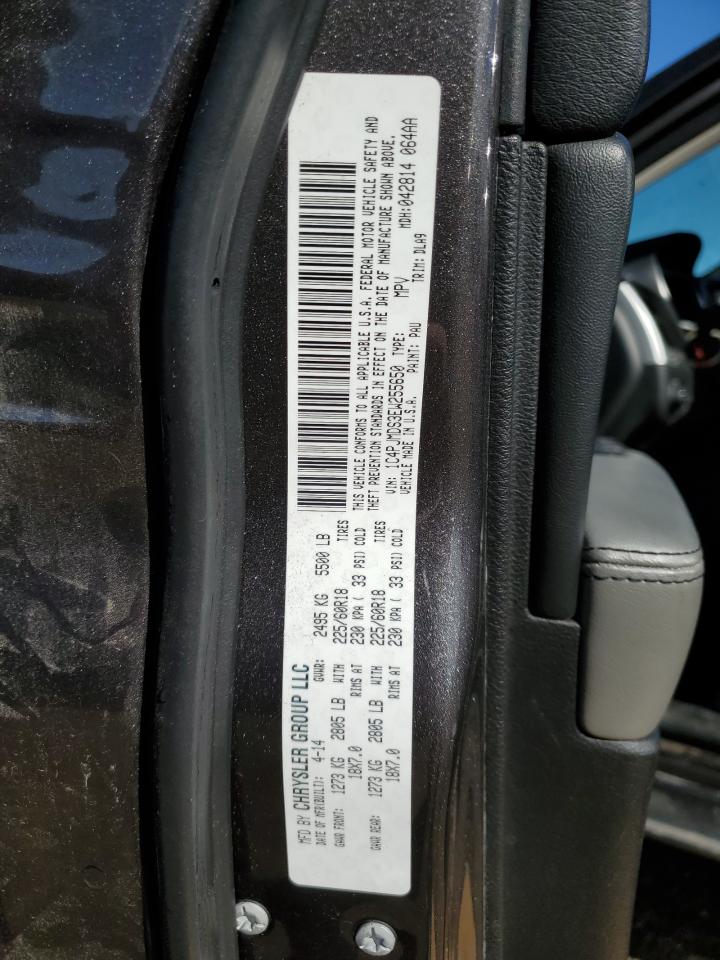 MFD BY CHRYSLER GROUP LLC
DATE OF MFR(BUILT): 4-14 GVWR: 2495 KG 5500 LB
GAWR FRONT: 1273 KG 2805 LB WITH 225/60R18 TIRES
18X7.0 RIMS AT 230 KPA ( 33 PSI) COLD
GAWR REAR: 1273 KG 2805 LB WITH 225/60R18 TIRES
18X7.0 RIMS AT 230 KPA ( 33 PSI) COLD
THIS VEHICLE CONFORMS TO ALL APPLICABLE U.S.A. FEDERAL MOTOR VEHICLE SAFETY AND
THEFT PREVENTION STANDARDS IN EFFECT ON THE DATE OF MANUFACTURE SHOWN ABOVE.
VIN: 1C4PJMDS3EW255650 TYPE: MPV MDH:042814 064AA
VEHICLE MADE IN U.S.A. PAINT: PAU TRIM: DLA9